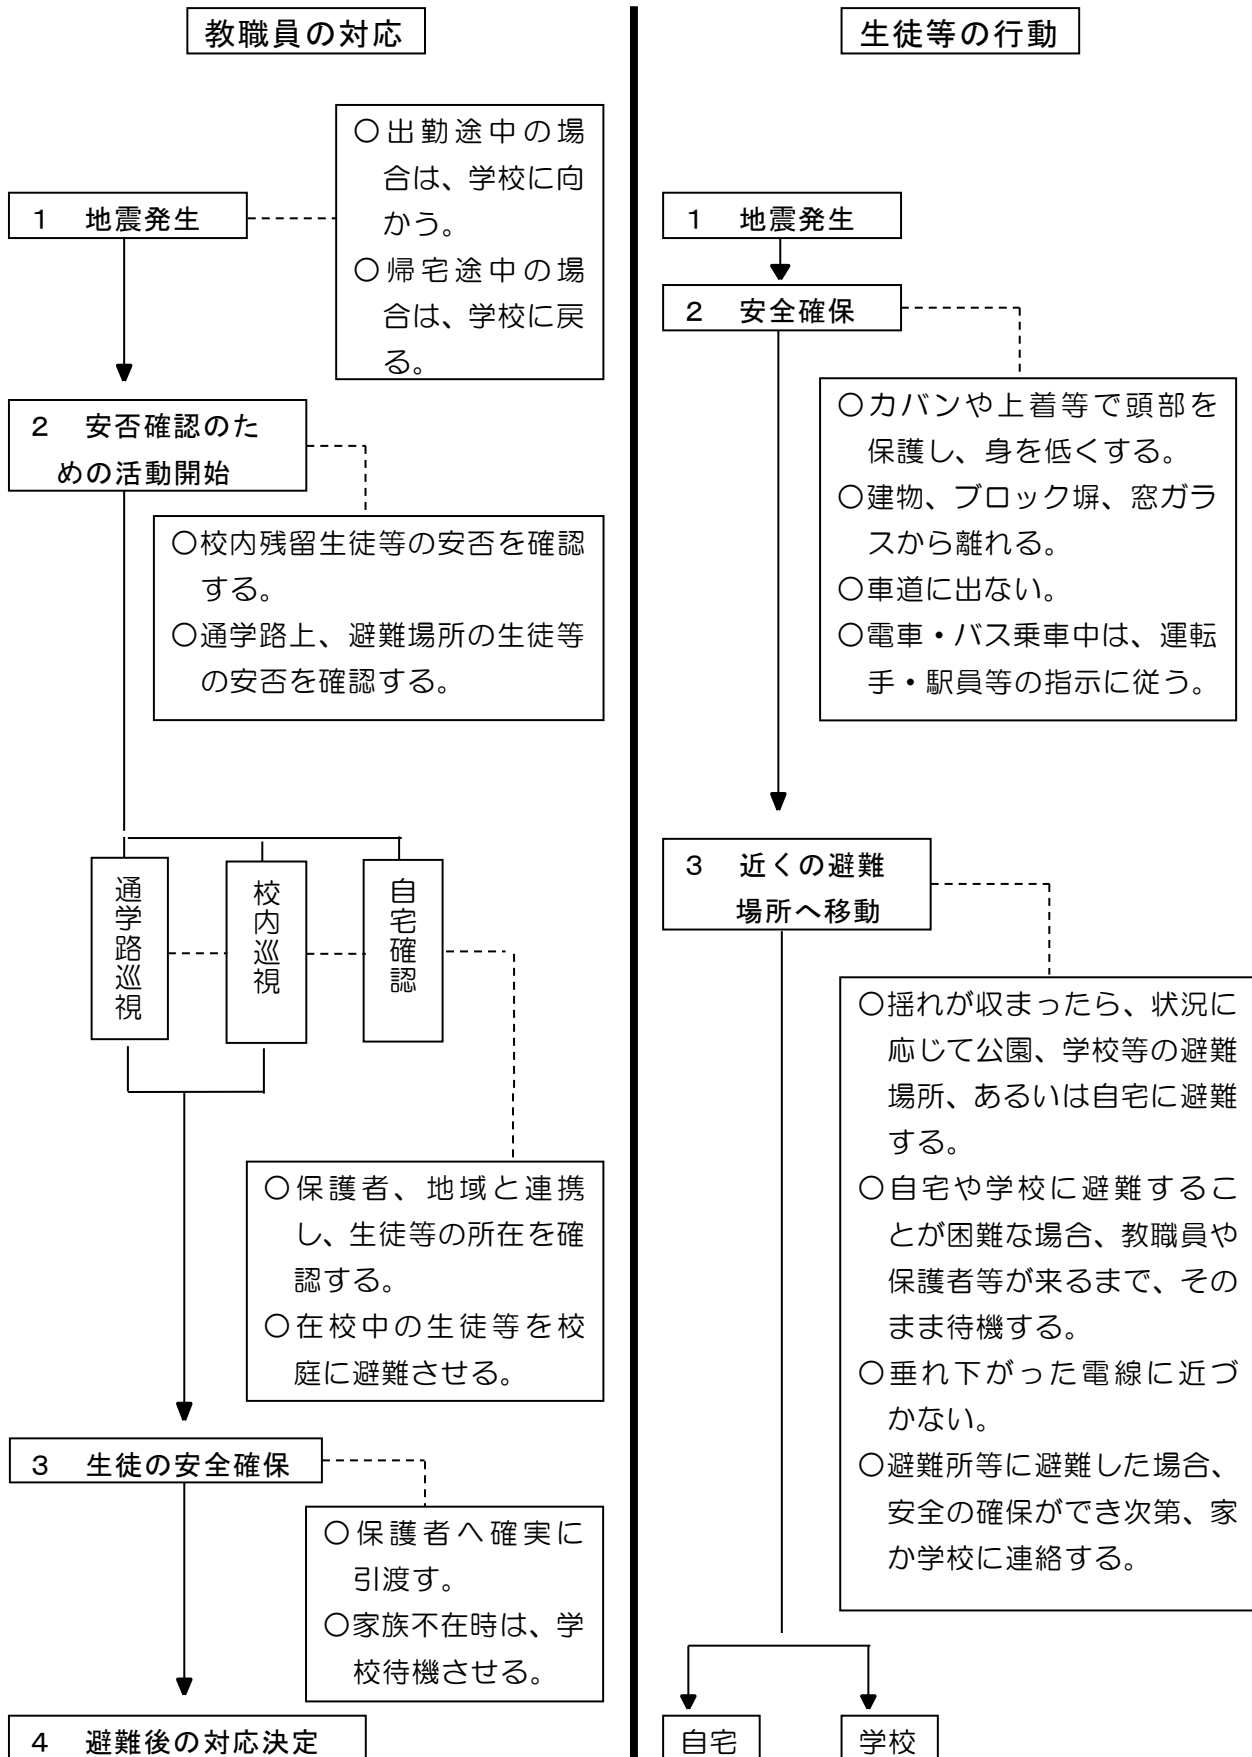 教職員の対応
1 地震発生
〇出勤途中の場
合は、学校に向
かう。
〇帰宅途中の場
合は、学校に戻
る。
2 安否確認のた
めの活動開始
〇校内残留生徒等の安否を確認
する。
〇通学路上、避難場所の生徒等
の安否を確認する。
通学路巡視
校内巡視
自宅確認
〇保護者、地域と連携
し、生徒等の所在を確
認する。
〇在校中の生徒等を校
庭に避難させる。
3 生徒の安全確保
〇保護者へ確実に
引渡す。
〇家族不在時は、学
校待機させる。
4 避難後の対応決定
生徒等の行動
1 地震発生
2 安全確保
〇カバンや上着等で頭部を
保護し、身を低くする。
〇建物、ブロック塀、窓ガラ
スから離れる。
〇車道に出ない。
〇電車・バス乗車中は、運転
手・駅員等の指示に従う。
3 近くの避難
場所へ移動
〇揺れが収まったら、状況に
応じて公園、学校等の避難
場所、あるいは自宅に避難
する。
〇自宅や学校に避難するこ
とが困難な場合、教職員や
保護者等が来るまで、その
まま待機する。
〇垂れ下がった電線に近づ
かない。
〇避難所等に避難した場合、
安全の確保ができ次第、家
か学校に連絡する。
自宅
学校